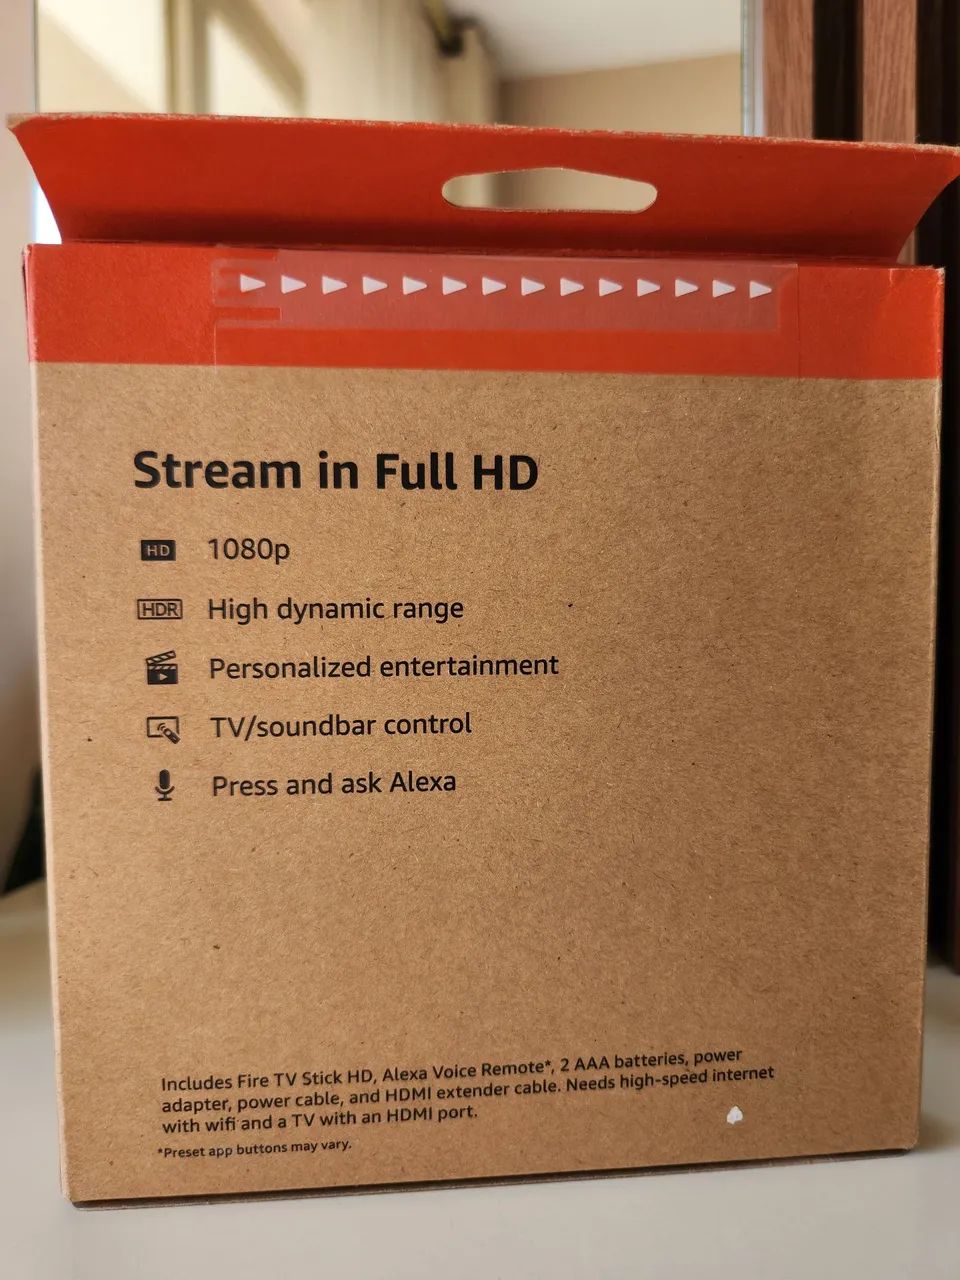 Stream in Full HD
HD 1080p
HDR High dynamic range
Personalized entertainment
TV/soundbar control
Press and ask Alexa
Includes Fire TV Stick HD, Alexa Voice Remote*, 2 AAA batteries, power
adapter, power cable, and HDMI extender cable. Needs high-speed internet
with wifi and a TV with an HDMI port.
*Preset app buttons may vary.